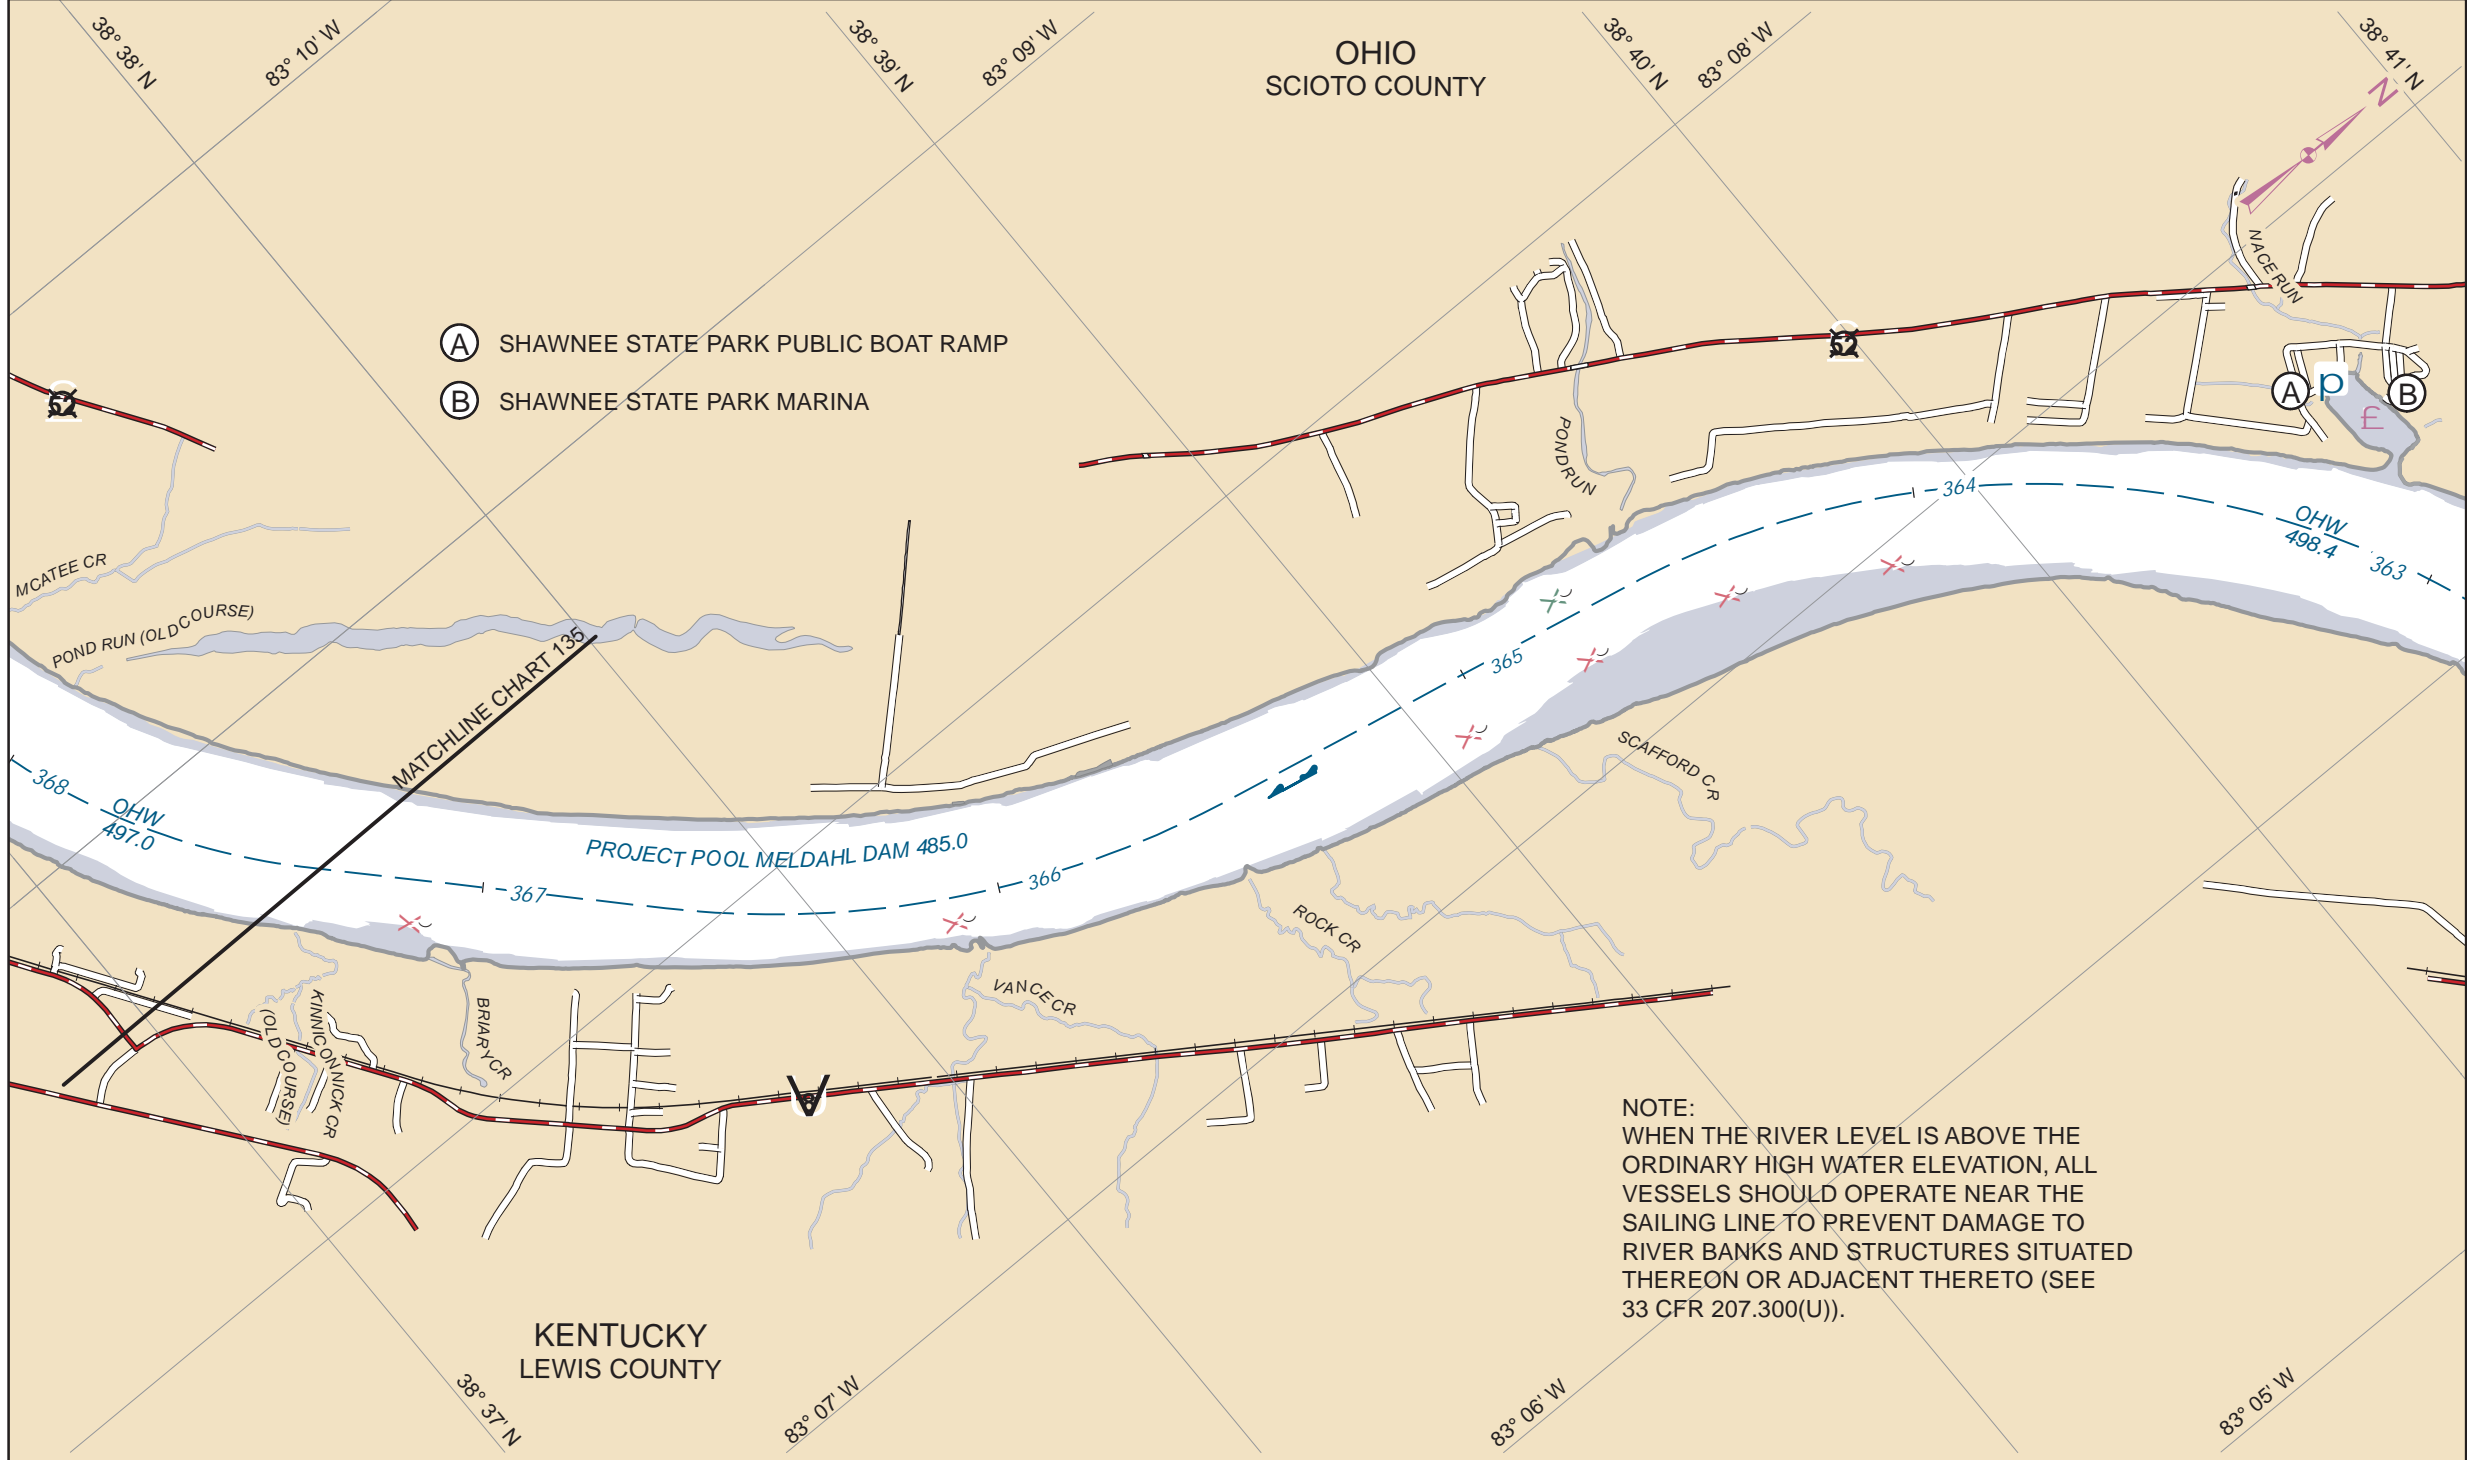 38° 38' N
83° 10' W
38° 39' N
83° 09' W
OHIO
SCIOTO COUNTY
38° 40' N
83° 08' W
38° 41' N
N
NACE RUN
A SHAWNEE STATE PARK PUBLIC BOAT RAMP
B SHAWNEE STATE PARK MARINA
52
52
A
p
B
£
POND RUN
364
OHW
498.4
363
MCATEE CR
POND RUN (OLD COURSE)
MATCHLINE CHART 135
365
SCAFFORD CR
368
OHW
497.0
PROJECT POOL MELDAHL DAM 485.0
367
366
ROCK CR
VANCE CR
BRIARY CR
KINNICONNICK CR
(OLD COURSE)
8
NOTE:
WHEN THE RIVER LEVEL IS ABOVE THE
ORDINARY HIGH WATER ELEVATION, ALL
VESSELS SHOULD OPERATE NEAR THE
SAILING LINE TO PREVENT DAMAGE TO
RIVER BANKS AND STRUCTURES SITUATED
THEREON OR ADJACENT THERETO (SEE
33 CFR 207.300(U)).
KENTUCKY
LEWIS COUNTY
38° 37' N
83° 07' W
83° 06' W
83° 05' W